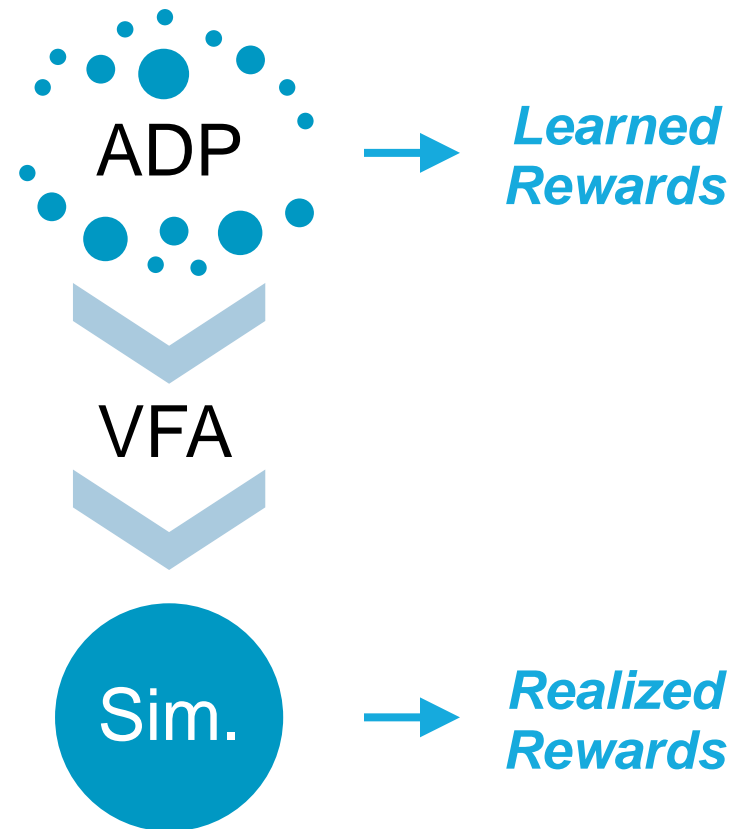 ADP
Learned
Rewards
VFA
Sim.
Realized
Rewards